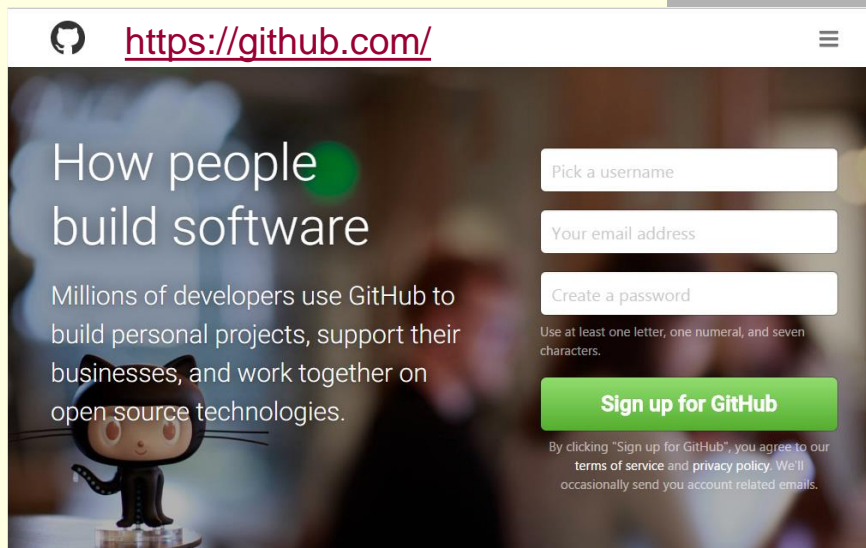 https://github.com/
How people
build software
Millions of developers use GitHub to
build personal projects, support their
businesses, and work together on
open source technologies.
Pick a username
Your email address
Create a password
Use at least one letter, one numeral, and seven
characters.
Sign up for GitHub
By clicking "Sign up for GitHub", you agree to our
terms of service and privacy policy. We'll
occasionally send you account related emails.